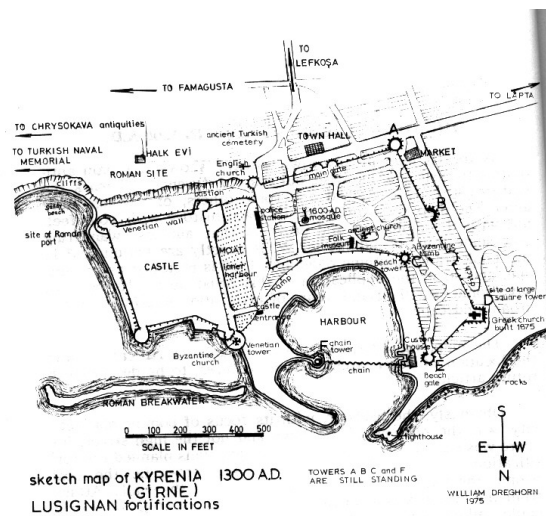 TO
LEFKOŞA
TO FAMAGUSTA
TO LAPTA
TO CHRYSOKAVA antiquities
TO TURKISH NAVAL
MEMORIAL
HALK EVİ
ROMAN SITE
ancient Turkish
cemetery
TOWN HALL
A
MARKET
English
church
main gate
cliffs
bastion
B
police
station
1600 A.D.
mosque
ancient church
Folk
museum
Venetian wall
site of Roman
port
MOAT
inner
harbour
CASTLE
ramp
Beach
tower
Byzantine
tomb
castle
entrance
D
site of large
square tower
Greek church
built 1875
HARBOUR
Custom
house
F
chain
tower
chain
E
Beach
gate
Byzantine
church
Venetian
tower
ROMAN BREAKWATER
rocks
lighthouse
0 100 200 300 400 500
SCALE IN FEET
S
E W
N
sketch map of KYRENIA 1300 A.D.
(GİRNE)
LUSIGNAN fortifications
TOWERS A B C and F
ARE STILL STANDING
WILLIAM DREGHORN
1975